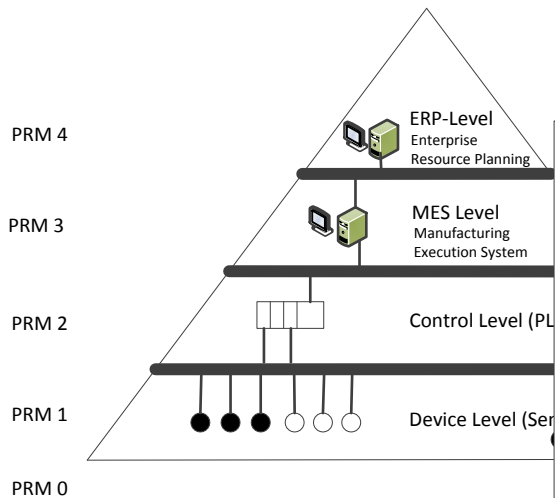 PRM 4
ERP-Level
Enterprise
Resource Planning
PRM 3
MES Level
Manufacturing
Execution System
PRM 2
Control Level (PL
PRM 1
Device Level (Ser
PRM 0